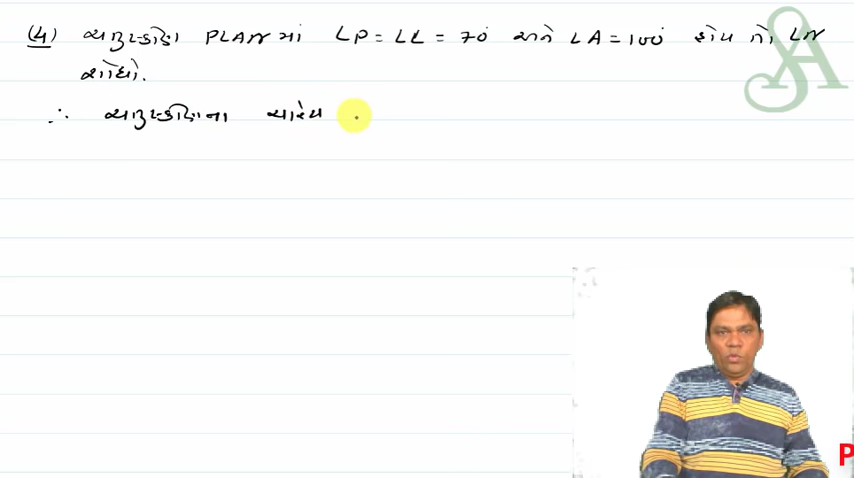 (4) ચતુષ્કોણ PLAN માં ∠P = ∠L = 70° અને ∠A = 100° હોય તો ∠N
શોધો.
∴ ચતુષ્કોણના ચારેય
P